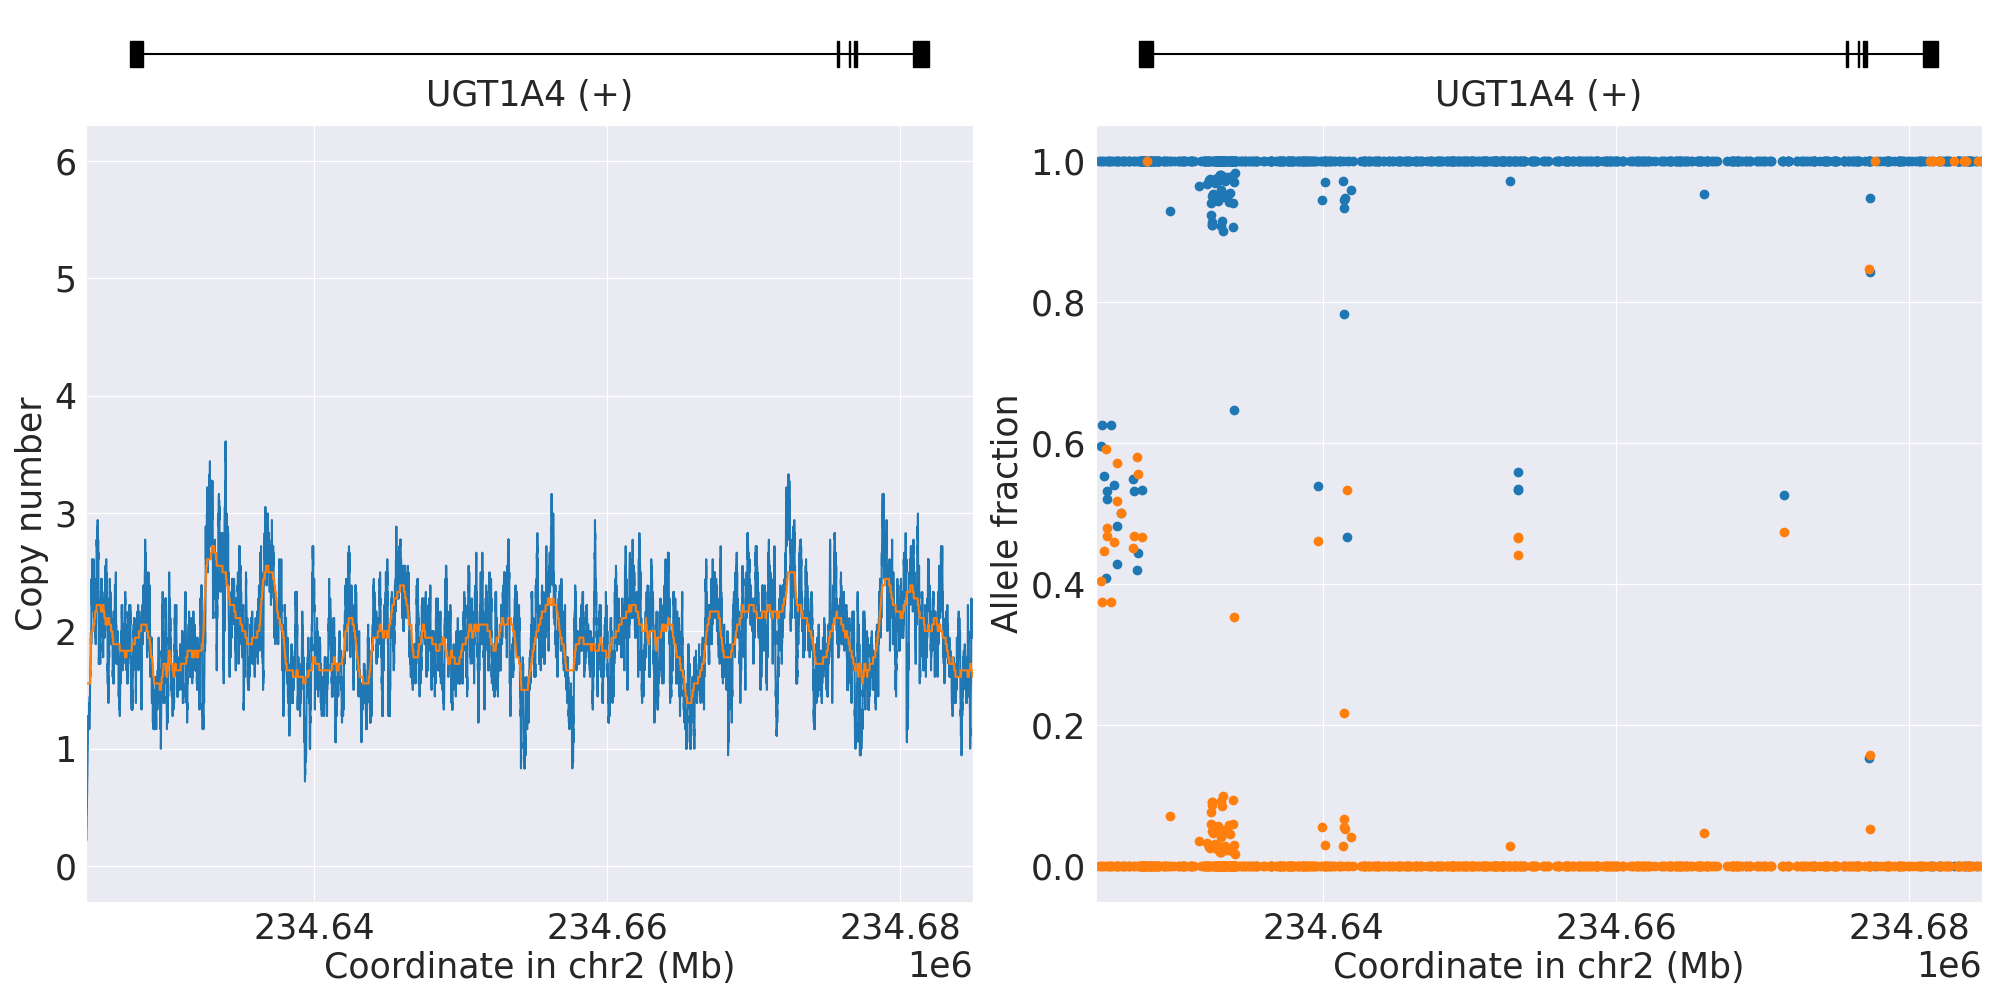 UGT1A4 (+)
Copy number
6
5
4
3
2
1
0
234.64
234.66
234.68
Coordinate in chr2 (Mb)
1e6
UGT1A4 (+)
Allele fraction
1.0
0.8
0.6
0.4
0.2
0.0
234.64
234.66
234.68
Coordinate in chr2 (Mb)
1e6